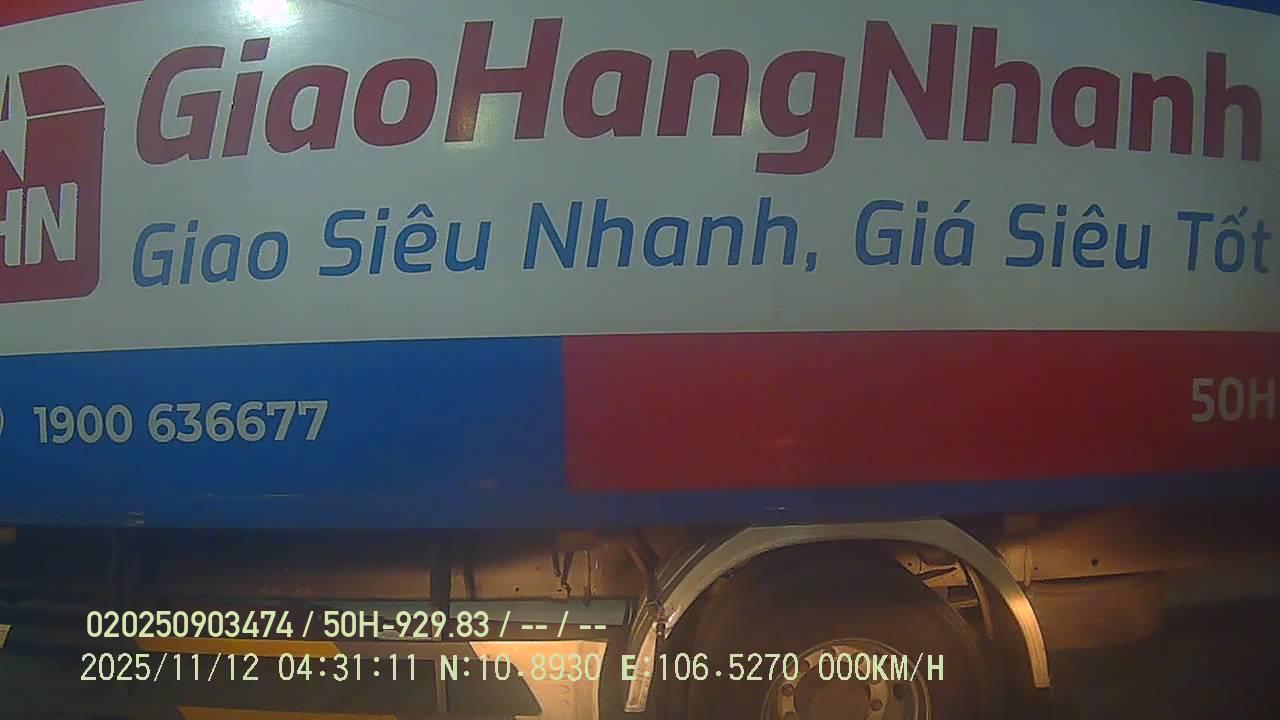 GiaoHangNhanh
HN
Giao Siêu Nhanh, Giá Siêu Tốt
1900 636677
50H
020250903474 / 50H-929.83 / -- / --
2025/11/12 04:31:11 N:10.8930 E:106.5270 000KM/H